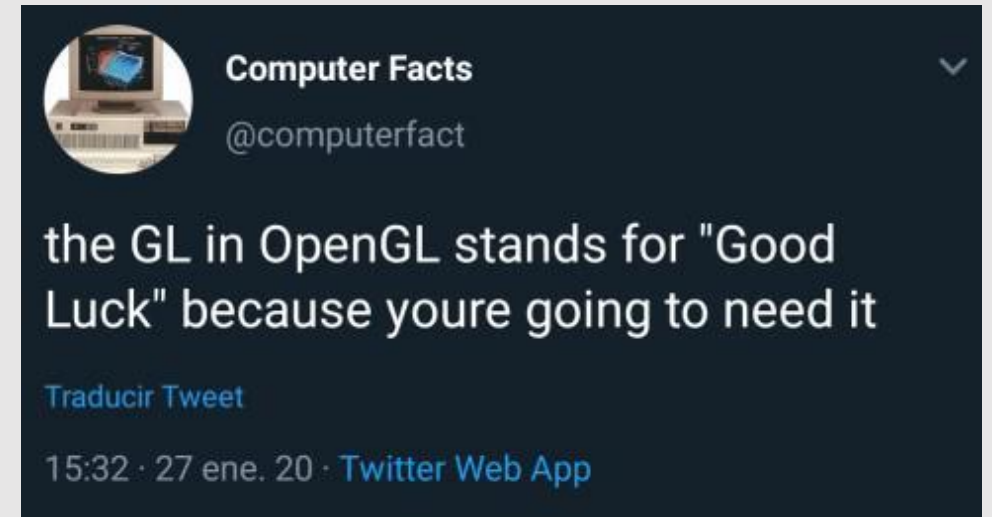 Computer Facts
@computerfact
the GL in OpenGL stands for "Good
Luck" because youre going to need it
Traducir Tweet
15:32 · 27 ene. 20 · Twitter Web App